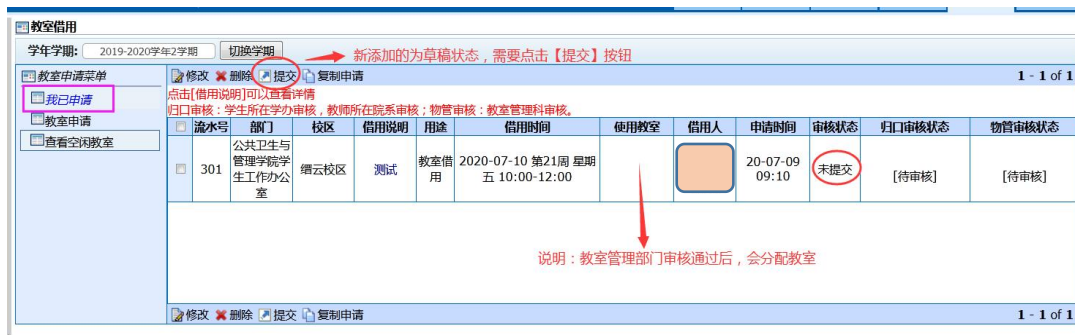 教室借用
学年学期: 2019-2020学年2学期 切换学期
新添加的为草稿状态，需要点击【提交】按钮
教室申请菜单
我已申请
教室申请
查看空闲教室
修改 删除 提交 复制申请 1 - 1 of 1
点击[借用说明]可以查看详情
归口审核：学生所在学办审核，教师所在院系审核；物管审核：教室管理科审核。
流水号 部门 校区 借用说明 用途 借用时间 使用教室 借用人 申请时间 审核状态 归口审核状态 物管审核状态
301 公共卫生与管理学院学生工作办公室 缙云校区 测试 教室借用 2020-07-10 第21周 星期五 10:00-12:00 20-07-09 09:10 未提交 [待审核] [待审核]
说明：教室管理部门审核通过后，会分配教室
修改 删除 提交 复制申请 1 - 1 of 1